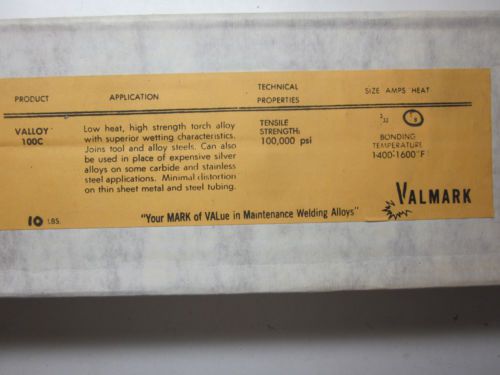 PRODUCT APPLICATION TECHNICAL PROPERTIES SIZE AMPS HEAT
VALLOY 100C
Low heat, high strength torch alloy
with superior wetting characteristics.
Joins tool and alloy steels. Can also
be used in place of expensive silver
alloys on some carbide and stainless
steel applications. Minimal distortion
on thin sheet metal and steel tubing.
TENSILE
STRENGTH:
100,000 psi
BONDING
TEMPERATURE
1400-1600°F
10 LBS.
"Your MARK of VALue in Maintenance Welding Alloys"
VALMARK